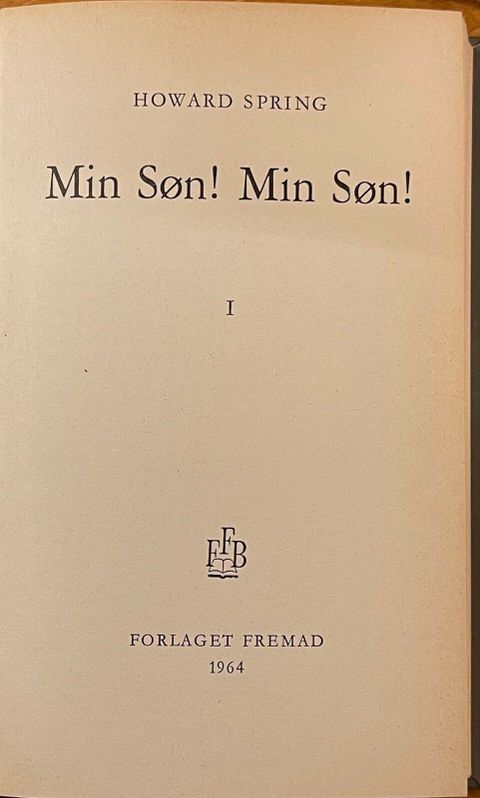 HOWARD SPRING
Min Søn! Min Søn!
I
FFB
FORLAGET FREMAD
1964